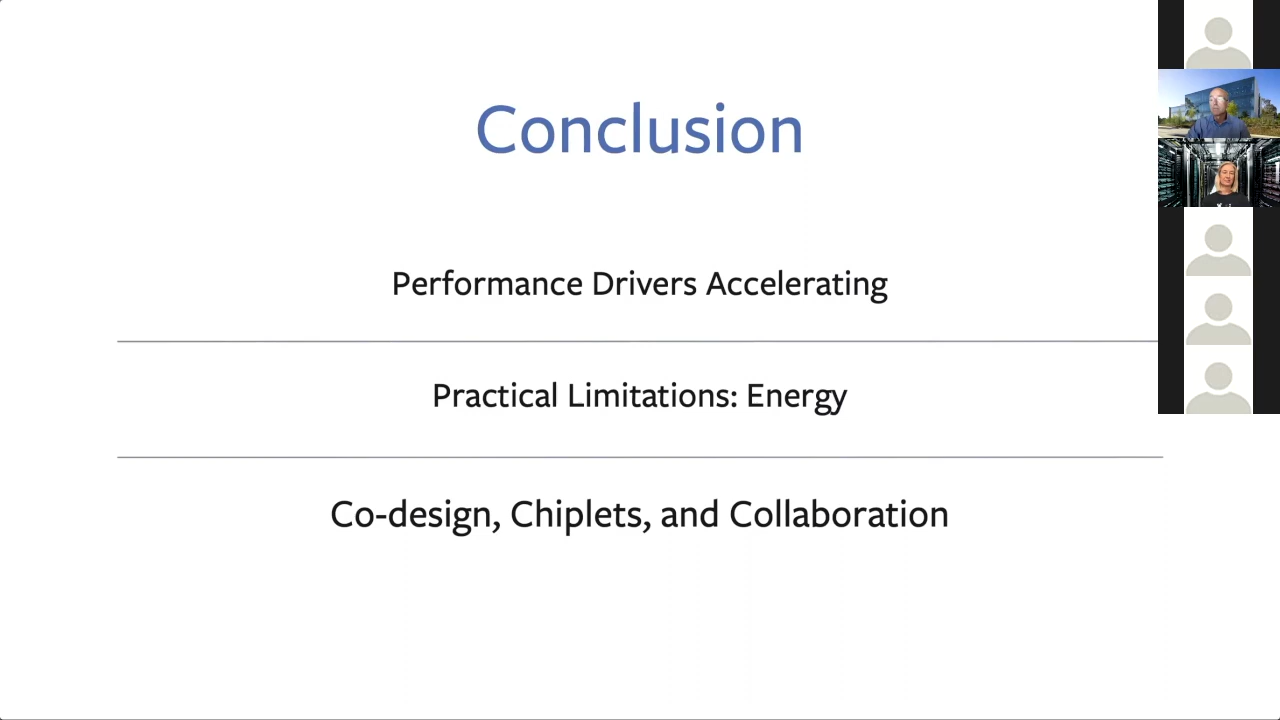 Conclusion
Performance Drivers Accelerating
Practical Limitations: Energy
Co-design, Chiplets, and Collaboration